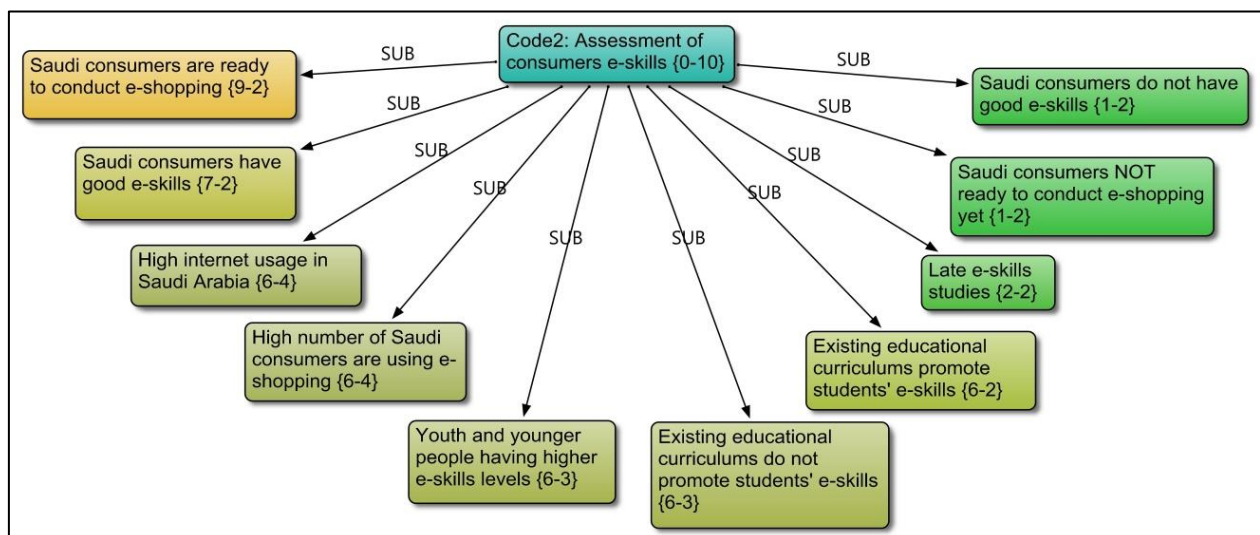 Code2: Assessment of
consumers e-skills {0-10}
SUB
SUB
SUB
SUB
SUB
SUB
SUB
SUB
SUB
SUB
Saudi consumers are ready
to conduct e-shopping {9-2}
Saudi consumers have
good e-skills {7-2}
High internet usage in
Saudi Arabia {6-4}
High number of Saudi
consumers are using e-
shopping {6-4}
Youth and younger
people having higher
e-skills levels {6-3}
Existing educational
curriculums do not
promote students' e-skills
{6-3}
Existing educational
curriculums promote
students' e-skills {6-2}
Late e-skills
studies {2-2}
Saudi consumers NOT
ready to conduct e-shopping
yet {1-2}
Saudi consumers do not have
good e-skills {1-2}